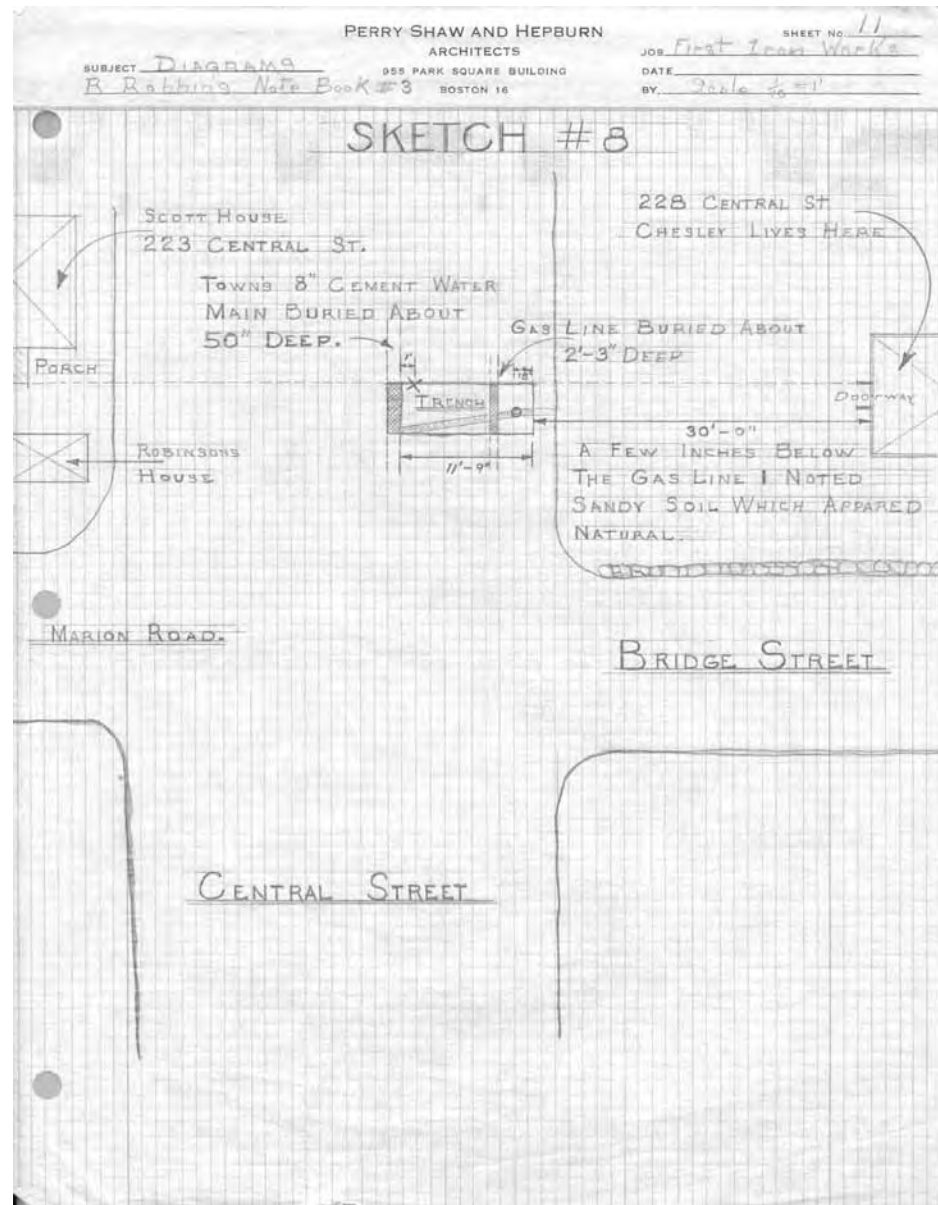 PERRY SHAW AND HEPBURN
ARCHITECTS
955 PARK SQUARE BUILDING
BOSTON 16
SUBJECT DIAGRAMS
R Robbins Note Book #3
SHEET No. 11
JOB First Iron Works
DATE
BY. Scale = 1'
SKETCH #8
SCOTT HOUSE
223 CENTRAL ST.
228 CENTRAL ST.
CHESLEY LIVES HERE
TOWNS 8" CEMENT WATER
MAIN BURIED ABOUT
50" DEEP.
GAS LINE BURIED ABOUT
2'-3" DEEP
PORCH
1'
18"
TRENCH
DOORWAY
30'-0"
11'-9"
ROBINSONS
HOUSE
A FEW INCHES BELOW
THE GAS LINE I NOTED
SANDY SOIL WHICH APPARED
NATURAL.
MARION ROAD.
BRIDGE STREET
CENTRAL STREET